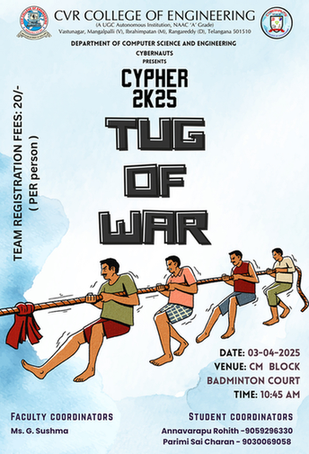 CVR COLLEGE OF ENGINEERING
(A UGC Autonomous Institution, NAAC 'A' Grade)
Vastunagar, Mangalpalli (V), Ibrahimpatan (M), Rangareddy (D), Telangana 501510
DEPARTMENT OF COMPUTER SCIENCE AND ENGINEERING
CYBERNAUTS
PRESENTS
CYPHER
2K25
TUG
OF
WAR
TEAM REGISTRATION FEES: 20/-
( PER person )
DATE: 03-04-2025
VENUE: CM BLOCK
BADMINTON COURT
TIME: 10:45 AM
FACULTY COORDINATORS
Ms. G. Sushma
STUDENT COORDINATORS
Annavarapu Rohith -9059296330
Parimi Sai Charan - 9030069058